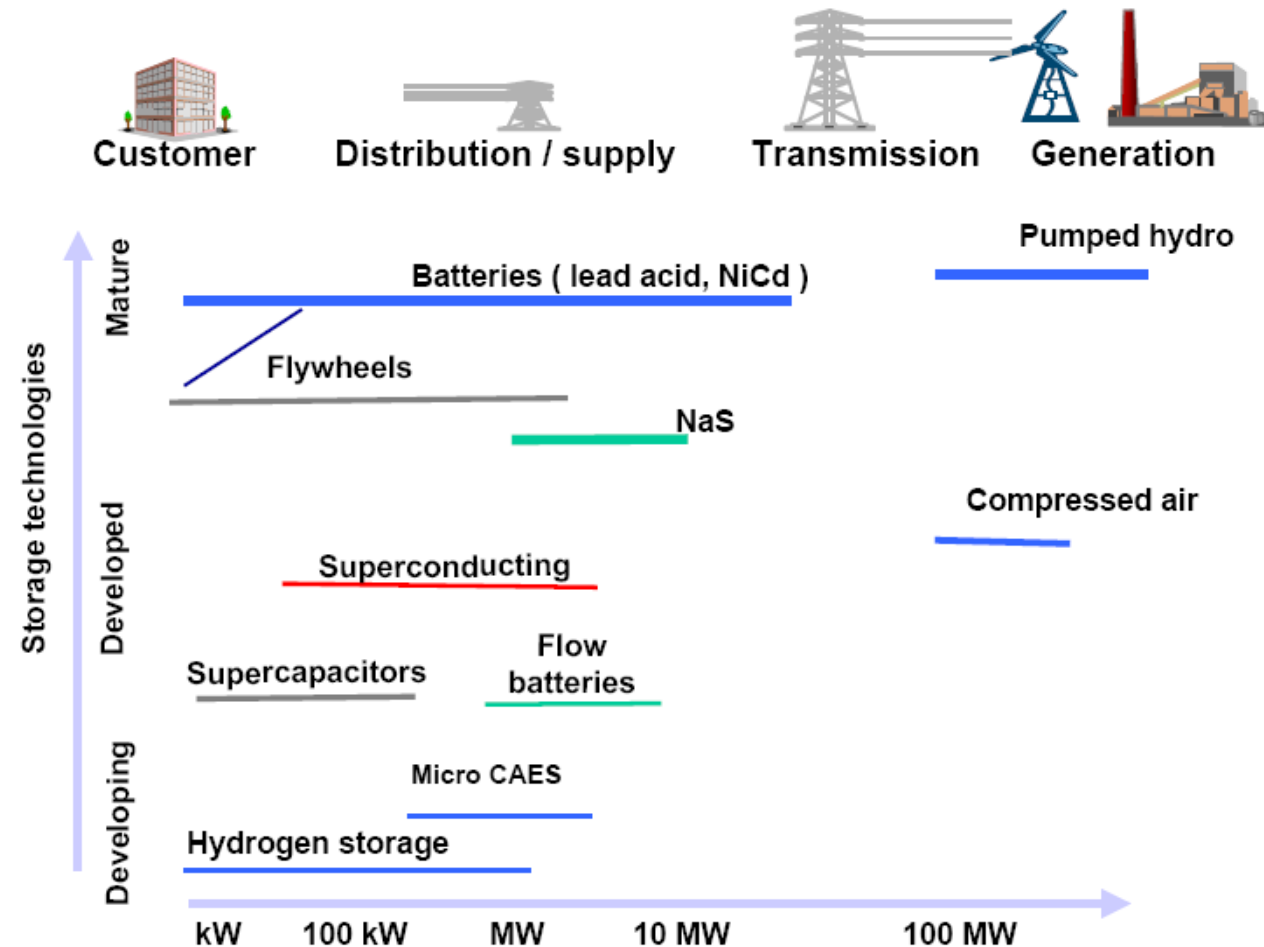 Customer
Distribution / supply
Transmission
Generation
Storage technologies
Mature
Developed
Developing
Pumped hydro
Batteries ( lead acid, NiCd )
Flywheels
NaS
Compressed air
Superconducting
Flow
batteries
Supercapacitors
Micro CAES
Hydrogen storage
kW
100 kW
MW
10 MW
100 MW